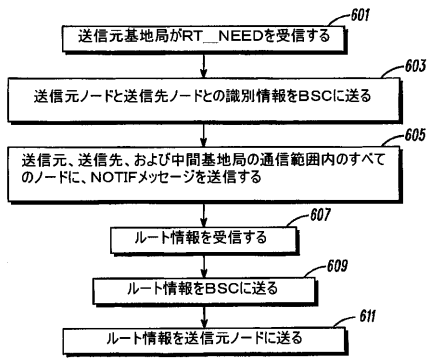 601
送信元基地局がRT__NEEDを受信する
603
送信元ノードと送信先ノードとの識別情報をBSCに送る
605
送信元、送信先、および中間基地局の通信範囲内のすべて
のノードに、NOTIFメッセージを送信する
607
ルート情報を受信する
609
ルート情報をBSCに送る
611
ルート情報を送信元ノードに送る